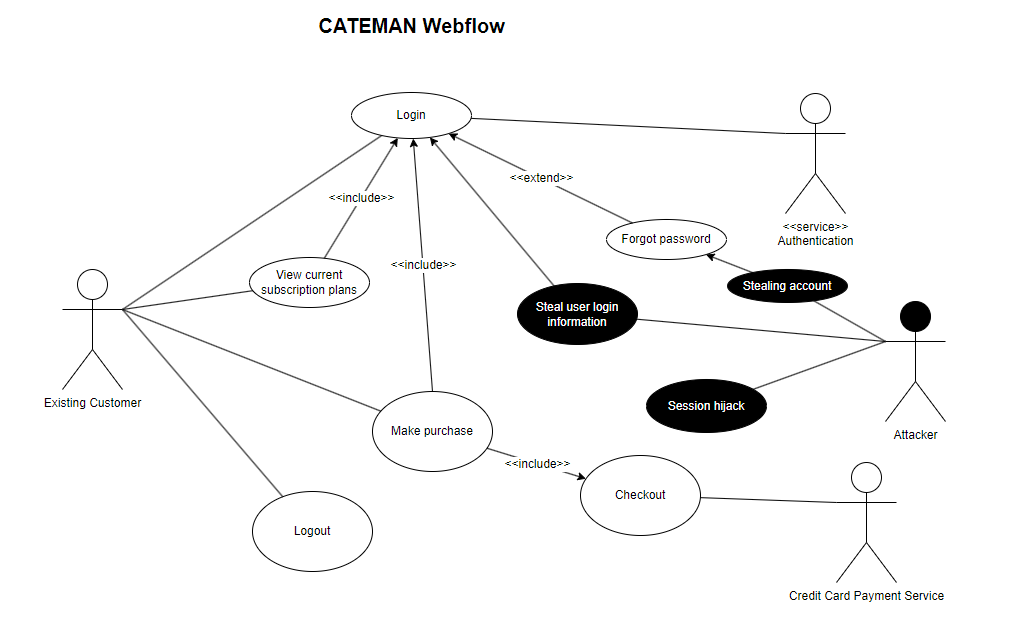 CATEMAN Webflow
Login
<<extend>>
<<include>>
<<service>>
Authentication
Forgot password
<<include>>
View current
subscription plans
Stealing account
Steal user login
information
Existing Customer
Session hijack
Attacker
Make purchase
<<include>>
Checkout
Logout
Credit Card Payment Service